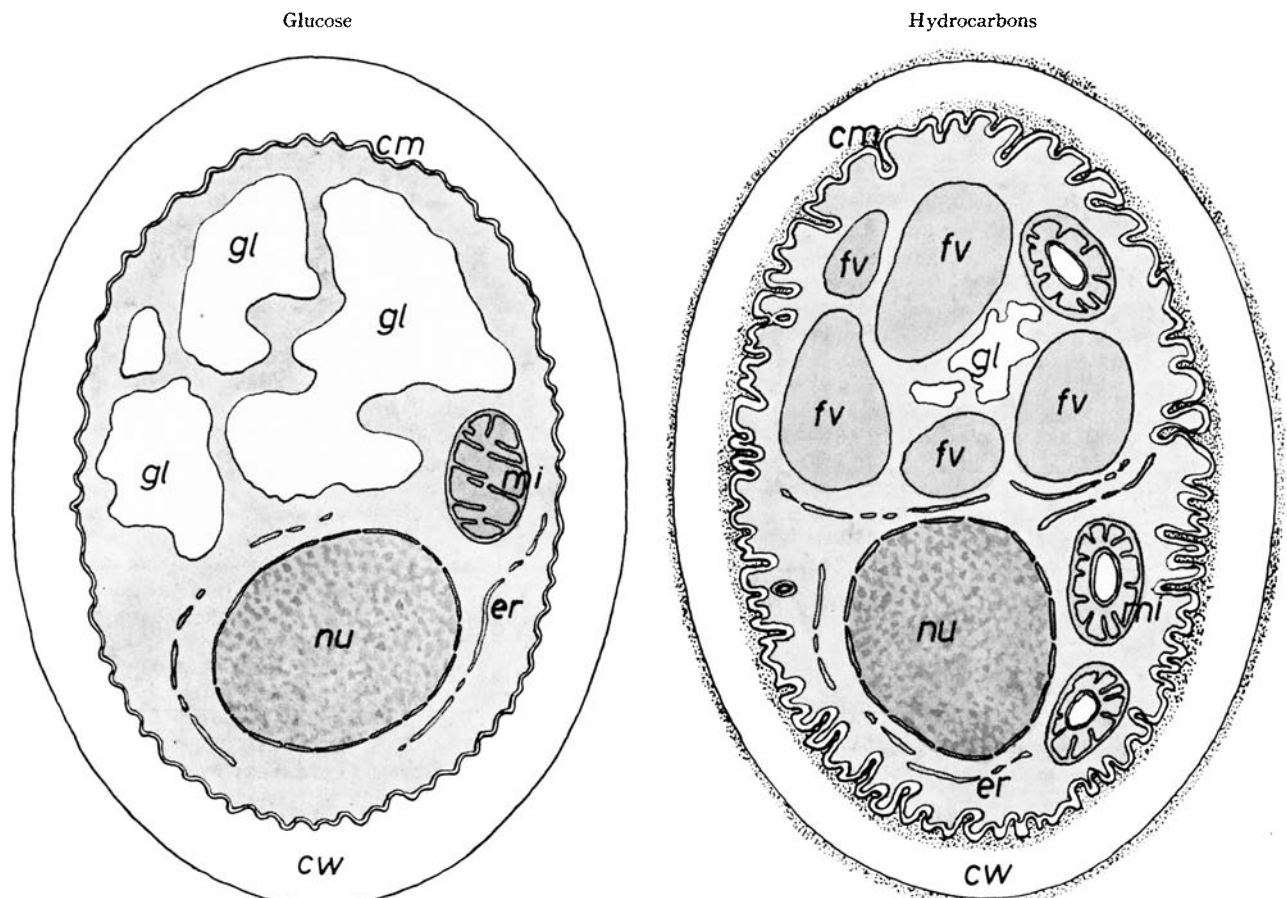 Glucose
cm
gl
gl
gl
mi
er
nu
cw
Hydrocarbons
cm
fv
fv
gl
fv
fv
fv
nu
mi
er
cw